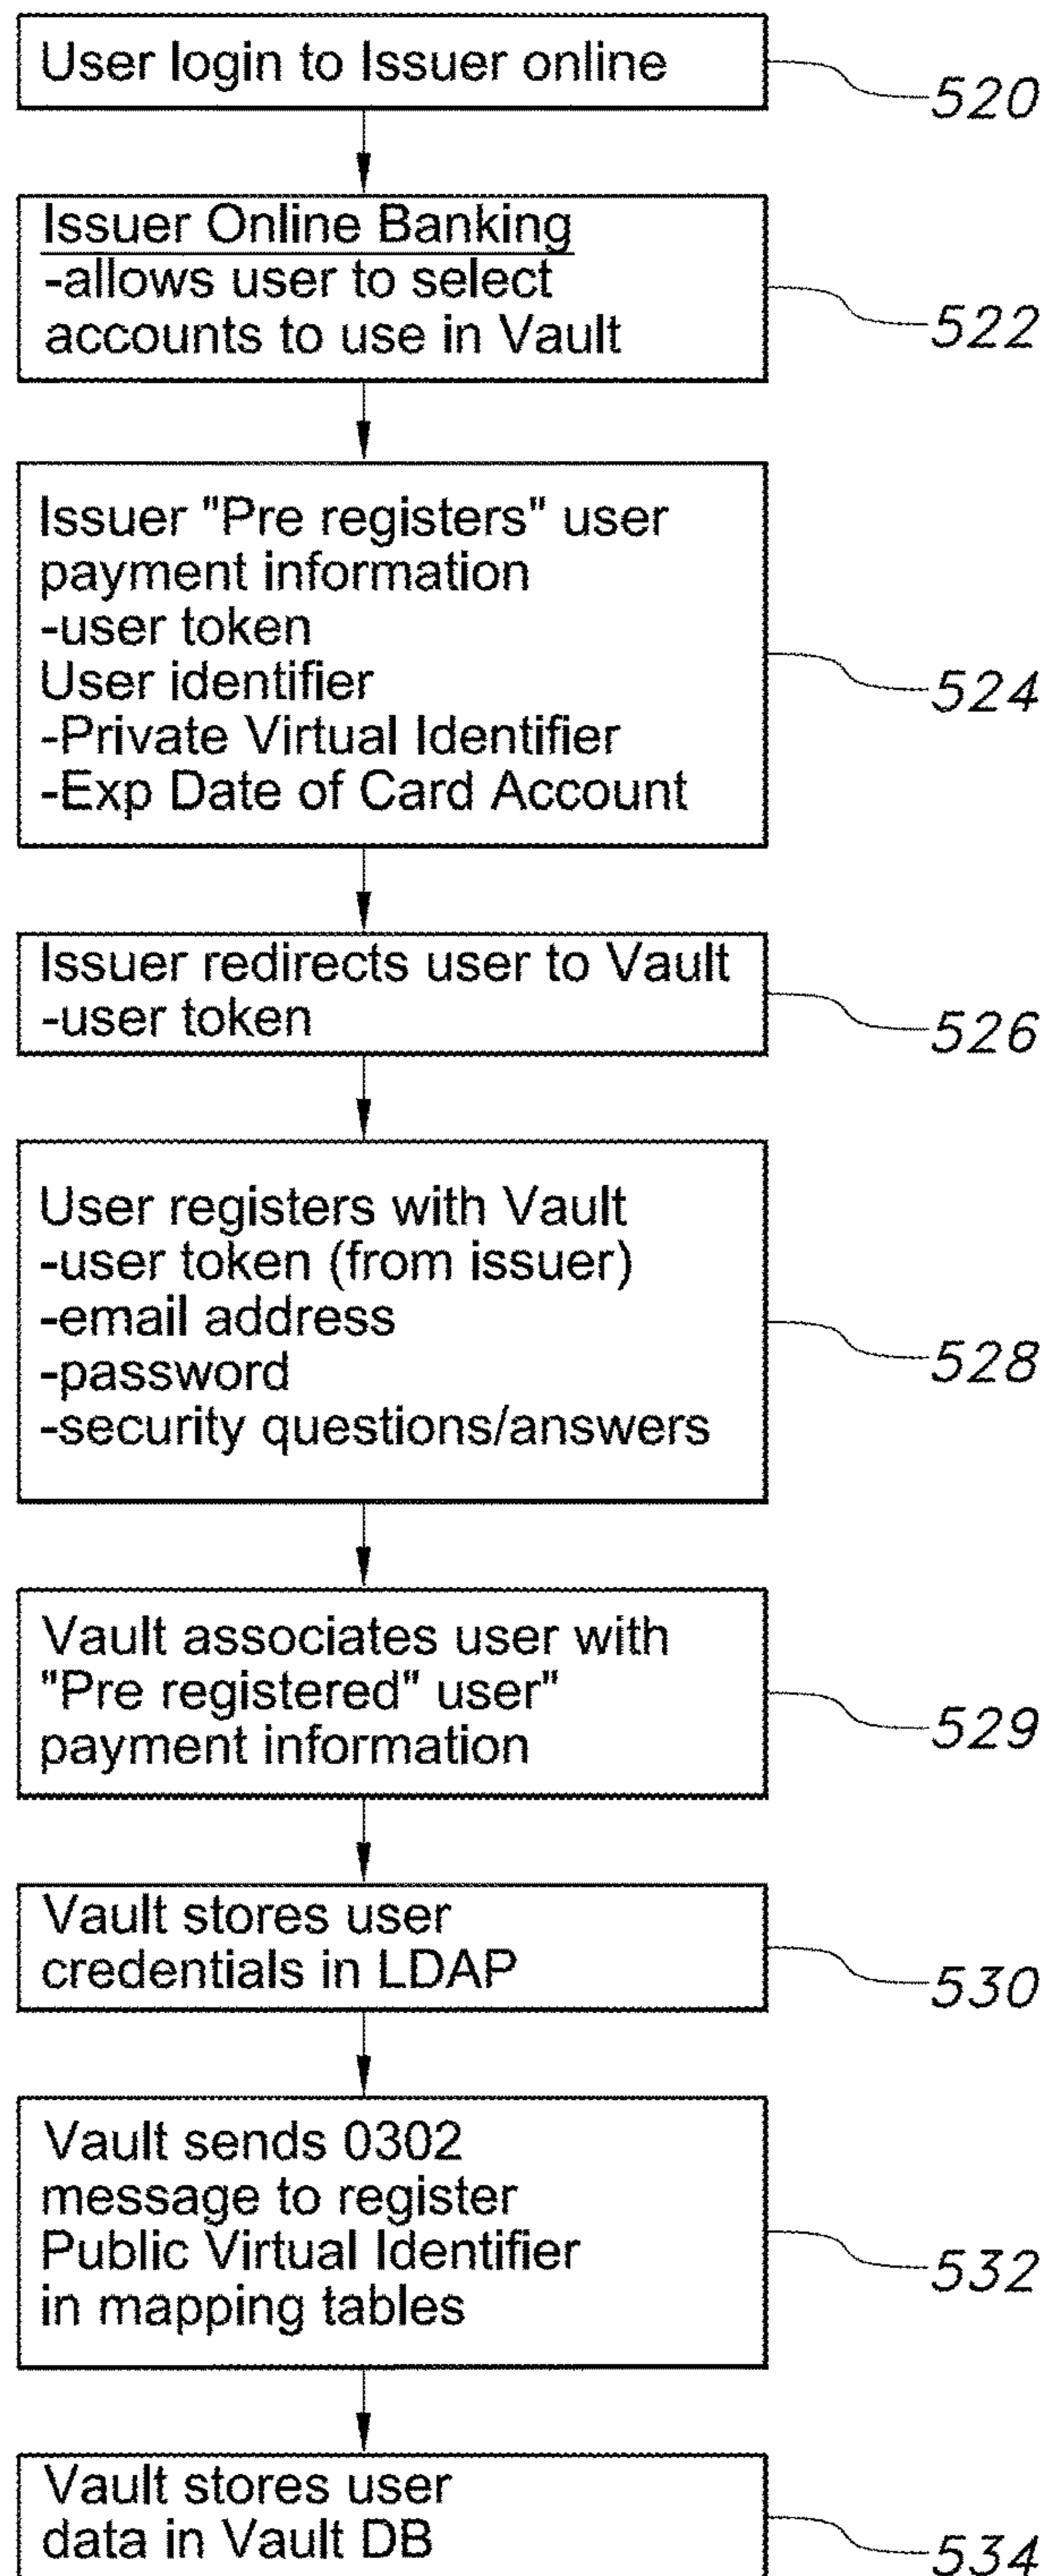 User login to Issuer online
520
Issuer Online Banking
-allows user to select
accounts to use in Vault
522
Issuer "Pre registers" user
payment information
-user token
User identifier
-Private Virtual Identifier
-Exp Date of Card Account
524
Issuer redirects user to Vault
-user token
526
User registers with Vault
-user token (from issuer)
-email address
-password
-security questions/answers
528
Vault associates user with
"Pre registered" user"
payment information
529
Vault stores user
credentials in LDAP
530
Vault sends 0302
message to register
Public Virtual Identifier
in mapping tables
532
Vault stores user
data in Vault DB
534